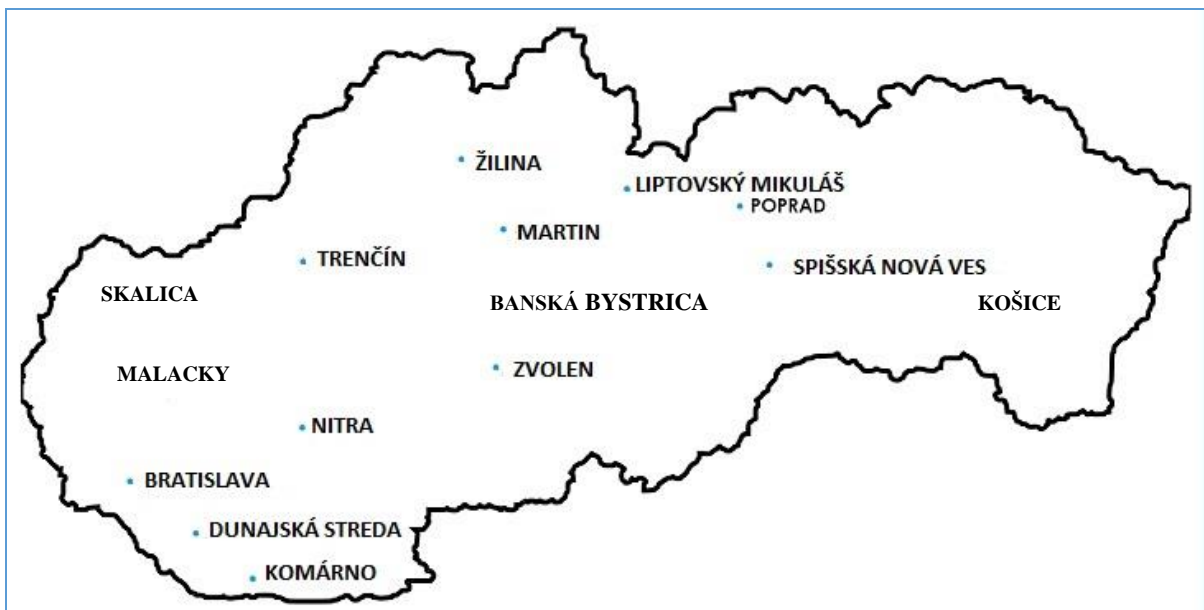 ŽILINA
LIPTOVSKÝ MIKULÁŠ
POPRAD
MARTIN
TRENČÍN
SPIŠSKÁ NOVÁ VES
SKALICA
BANSKÁ BYSTRICA
KOŠICE
MALACKY
ZVOLEN
NITRA
BRATISLAVA
DUNAJSKÁ STREDA
KOMÁRNO